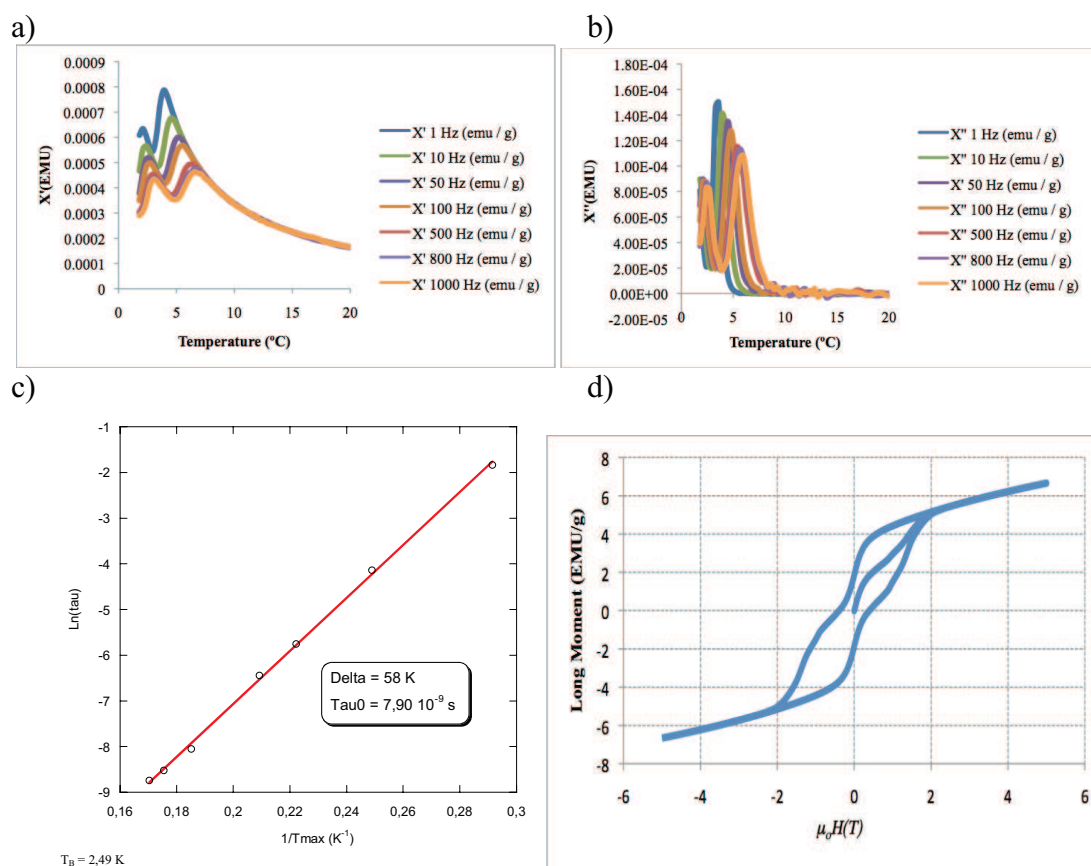 a)
0.0009
0.0008
0.0007
0.0006
0.0005
0.0004
0.0003
0.0002
0.0001
0
X'(EMU)
0
5
10
15
20
Temperature (ºC)
X' 1 Hz (emu / g)
X' 10 Hz (emu / g)
X' 50 Hz (emu / g)
X' 100 Hz (emu / g)
X' 500 Hz (emu / g)
X' 800 Hz (emu / g)
X' 1000 Hz (emu / g)
b)
1.80E-04
1.60E-04
1.40E-04
1.20E-04
1.00E-04
8.00E-05
6.00E-05
4.00E-05
2.00E-05
0.00E+00
-2.00E-05
X''(EMU)
0
5
10
15
20
Temperature (ºC)
X'' 1 Hz (emu / g)
X'' 10 Hz (emu / g)
X' 50 Hz (emu / g)
X'' 100 Hz (emu / g)
X'' 500 Hz (emu / g)
X'' 800 Hz (emu / g)
X'' 1000 Hz (emu / g)
c)
-1
-2
-4
-5
-6
-7
-8
-9
Ln(tau)
Delta = 58 K
Tau0 = 7,90 10⁻⁹ s
0,16
0,18
0,2
0,22
0,24
0,26
0,28
0,3
1/Tmax (K⁻¹)
T_B = 2,49 K
d)
8
6
4
2
0
-2
-4
-6
-8
Long Moment (EMU/g)
-6
-4
-2
0
2
4
6
μₒH(T)